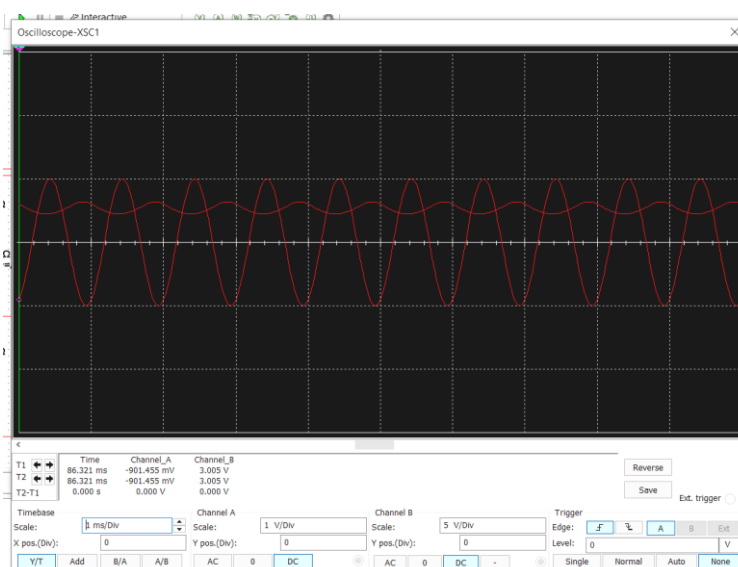 Interactive
Oscilloscope-XSC1
Time Channel_A Channel_B
T1 86.321 ms -901.455 mV 3.005 V
T2 86.321 ms -901.455 mV 3.005 V
T2-T1 0.000 s 0.000 V 0.000 V
Reverse
Save
Ext. trigger
Timebase Channel A Channel B Trigger
Scale: 1 ms/Div Scale: 1 V/Div Scale: 5 V/Div Edge: A B Ext
X pos.(Div): 0 Y pos.(Div): 0 Y pos.(Div): 0 Level: 0 V
Y/T Add B/A A/B AC 0 DC AC 0 DC - Single Normal Auto None